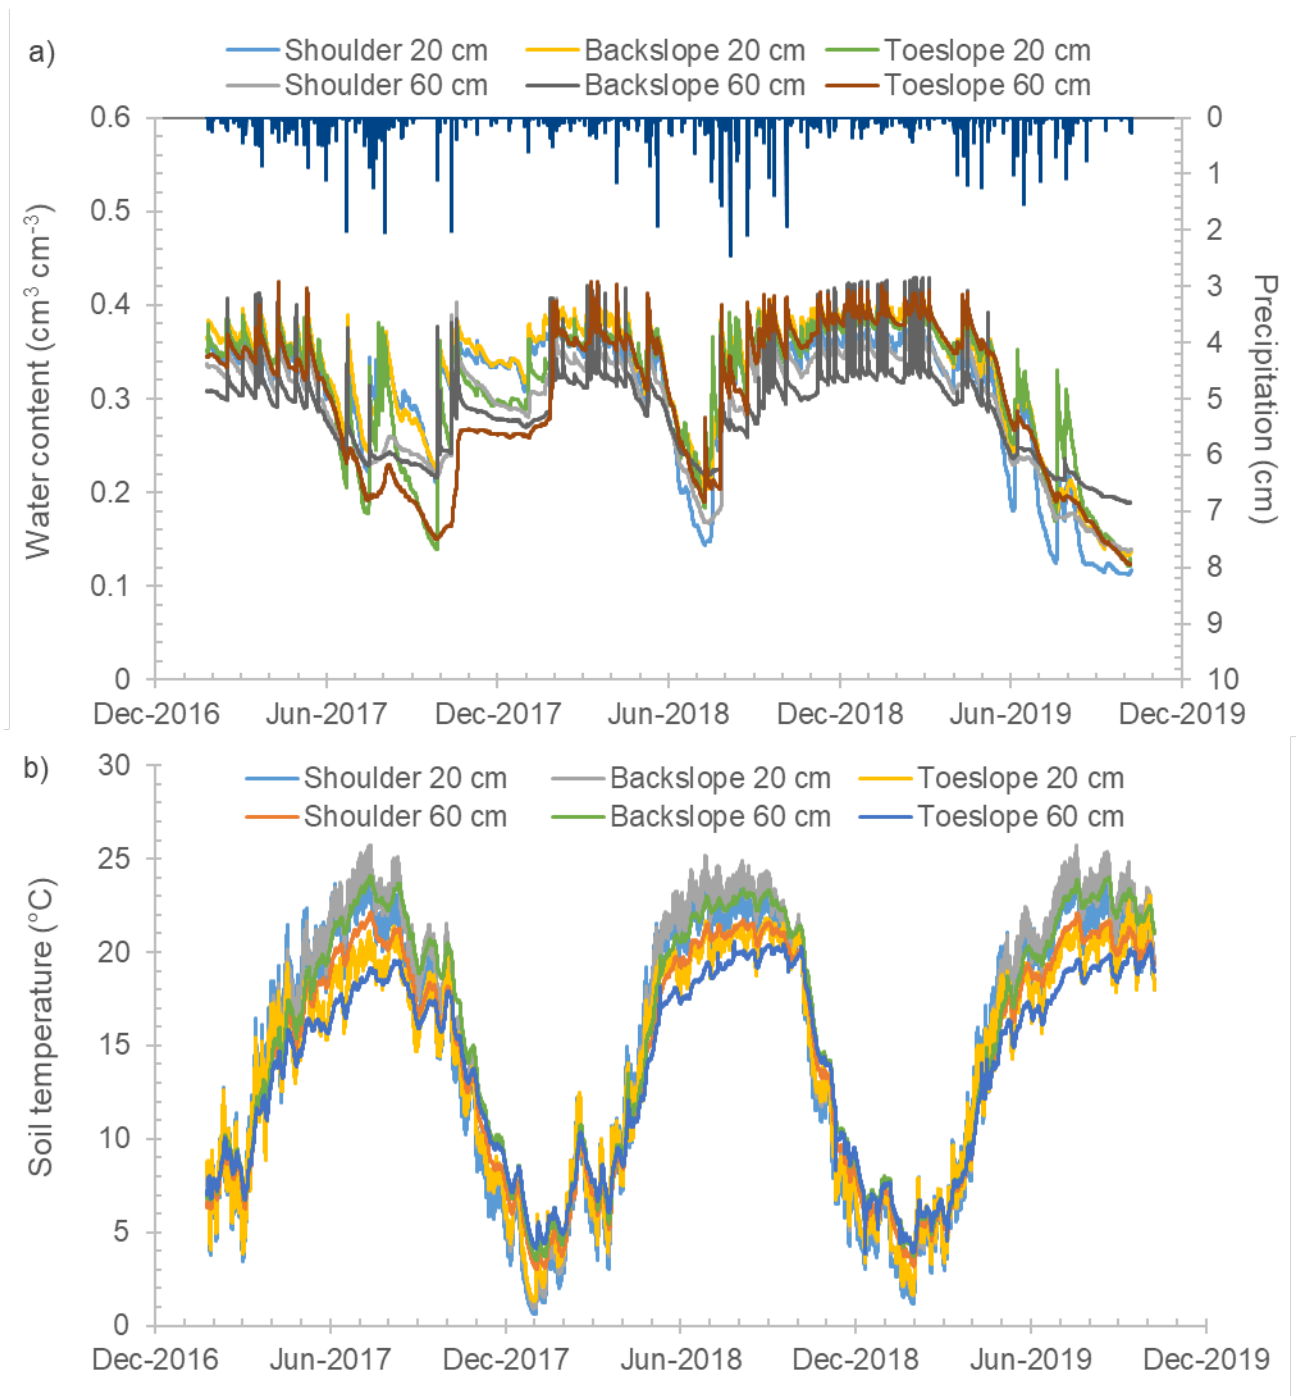 a)
Shoulder 20 cm Backslope 20 cm Toeslope 20 cm
Shoulder 60 cm Backslope 60 cm Toeslope 60 cm
0.6
0.5
0.4
0.3
0.2
0.1
0
Water content (cm³ cm⁻³)
0
1
2
3
4
5
6
7
8
9
10
Precipitation (cm)
Dec-2016 Jun-2017 Dec-2017 Jun-2018 Dec-2018 Jun-2019 Dec-2019
b)
Shoulder 20 cm Backslope 20 cm Toeslope 20 cm
Shoulder 60 cm Backslope 60 cm Toeslope 60 cm
30
25
20
15
10
5
0
Soil temperature (°C)
Dec-2016 Jun-2017 Dec-2017 Jun-2018 Dec-2018 Jun-2019 Dec-2019